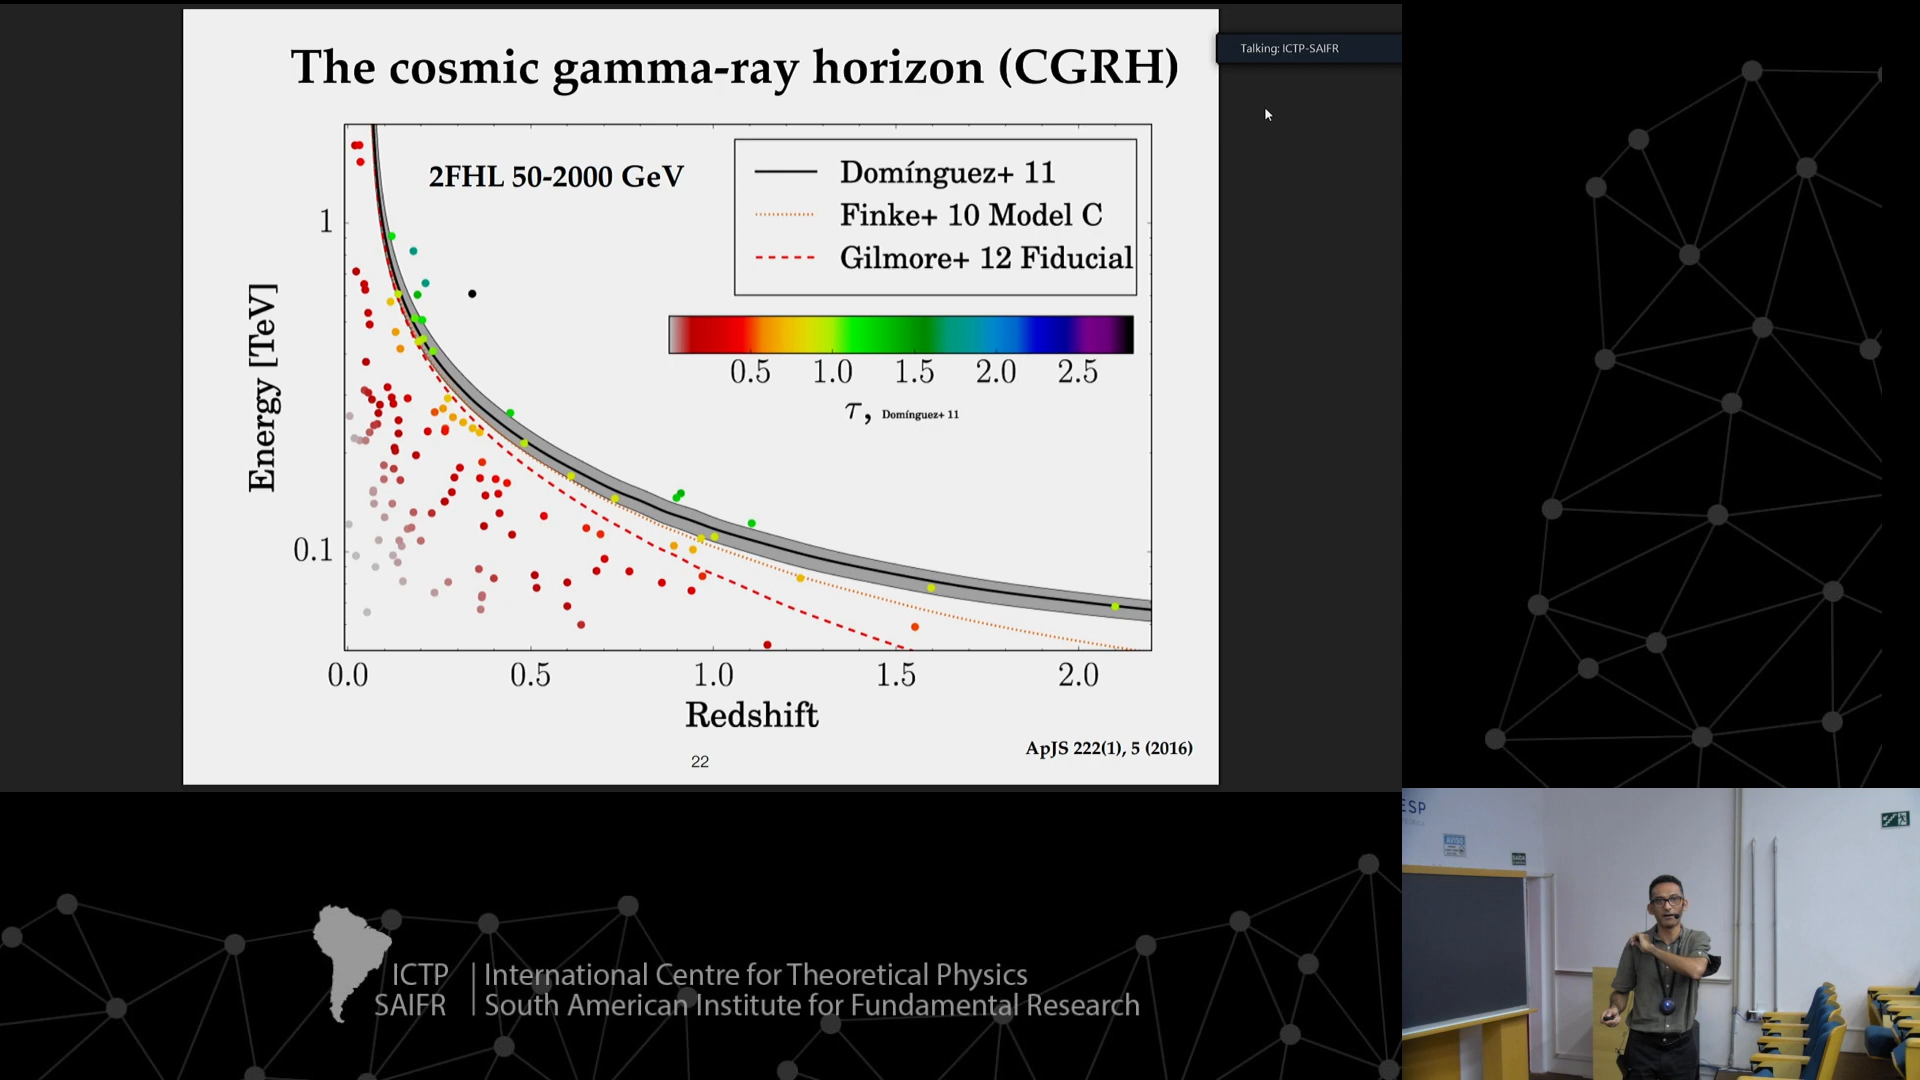 The cosmic gamma-ray horizon (CGRH)
Talking: ICTP-SAIFR
2FHL 50-2000 GeV
Domínguez+ 11
Finke+ 10 Model C
Gilmore+ 12 Fiducial
1
0.1
Energy [TeV]
0.5 1.0 1.5 2.0 2.5
τ, Domínguez+ 11
0.0 0.5 1.0 1.5 2.0
Redshift
ApJS 222(1), 5 (2016)
22
ESP
AVISO
ICTP | International Centre for Theoretical Physics
SAIFR | South American Institute for Fundamental Research